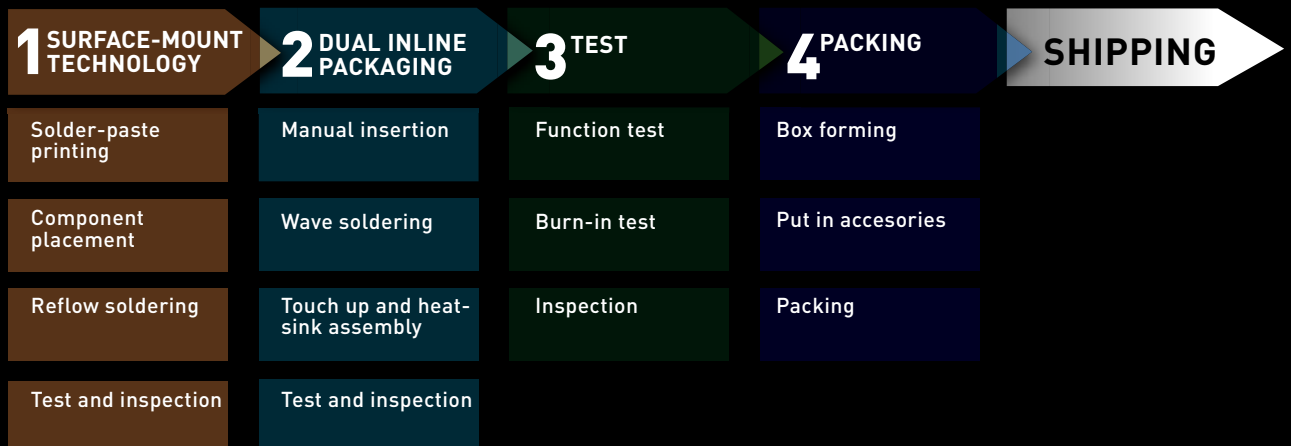 1 SURFACE-MOUNT
TECHNOLOGY
Solder-paste
printing
Component
placement
Reflow soldering
Test and inspection
2 DUAL INLINE
PACKAGING
Manual insertion
Wave soldering
Touch up and heat-
sink assembly
Test and inspection
3 TEST
Function test
Burn-in test
Inspection
4 PACKING
Box forming
Put in accesories
Packing
SHIPPING